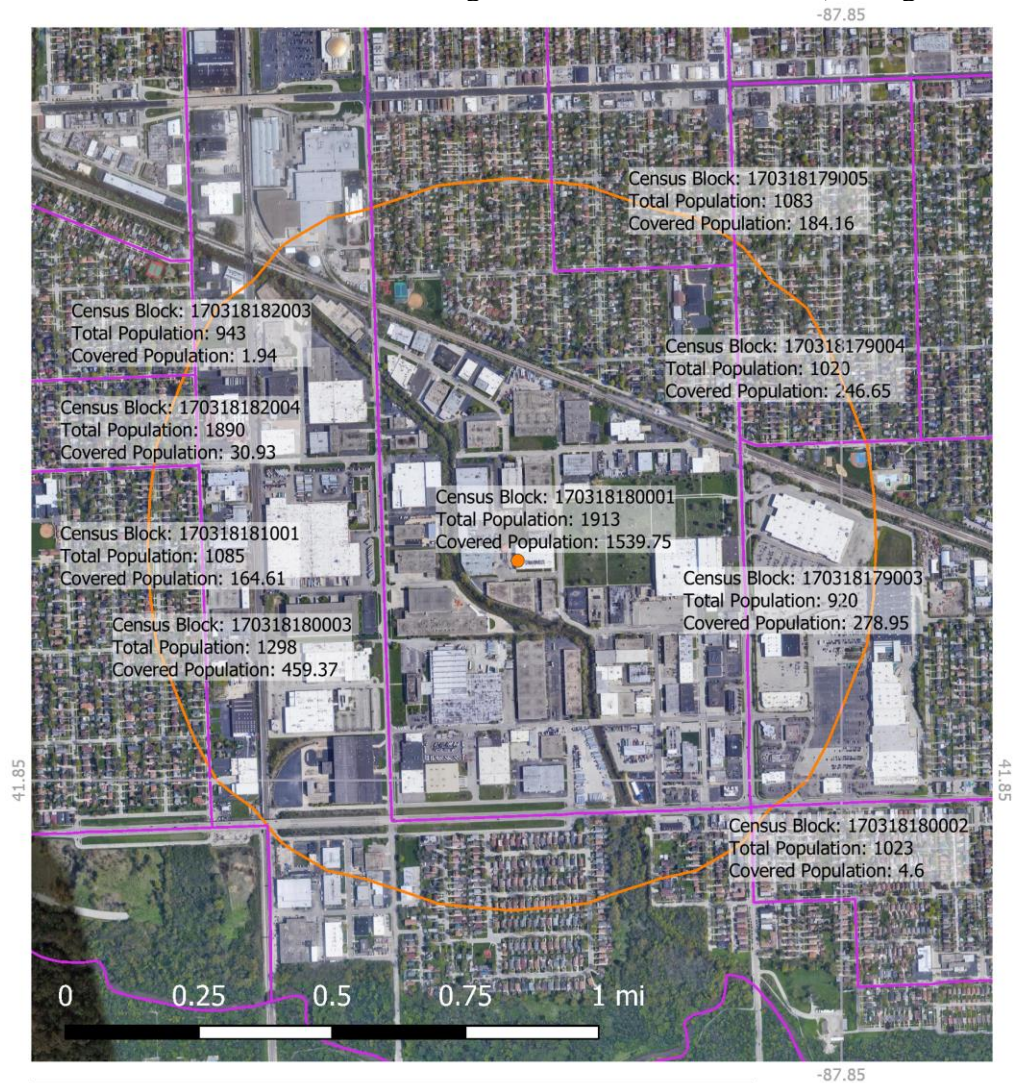 -87.85
Census Block: 170318179005
Total Population: 1083
Covered Population: 184.16
Census Block: 170318182003
Total Population: 943
Covered Population: 1.94
Census Block: 170318179004
Total Population: 1020
Covered Population: 246.65
Census Block: 170318182004
Total Population: 1890
Covered Population: 30.93
Census Block: 170318180001
Total Population: 1913
Covered Population: 1539.75
Census Block: 170318181001
Total Population: 1085
Covered Population: 164.61
Census Block: 170318179003
Total Population: 920
Covered Population: 278.95
Census Block: 170318180003
Total Population: 1298
Covered Population: 459.37
41.85
41.85
Census Block: 170318180002
Total Population: 1023
Covered Population: 4.6
0 0.25 0.5 0.75 1 mi
-87.85